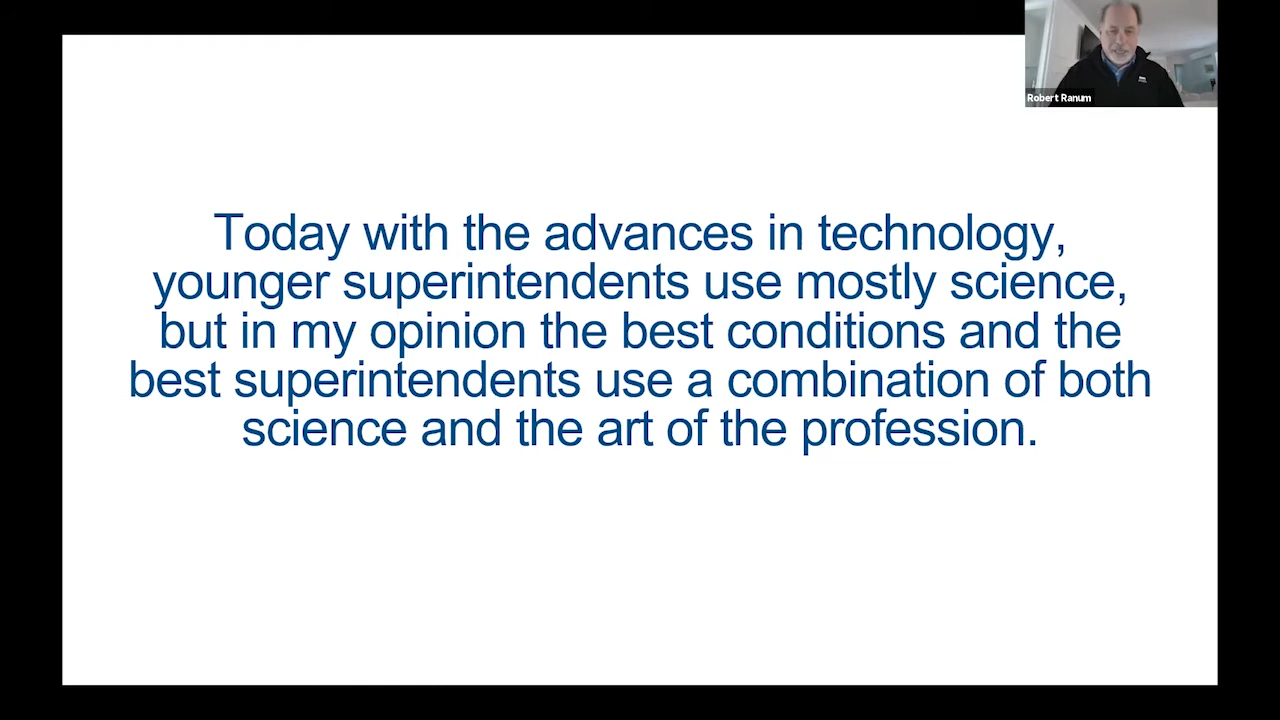 Robert Ranum
Today with the advances in technology,
younger superintendents use mostly science,
but in my opinion the best conditions and the
best superintendents use a combination of both
science and the art of the profession.